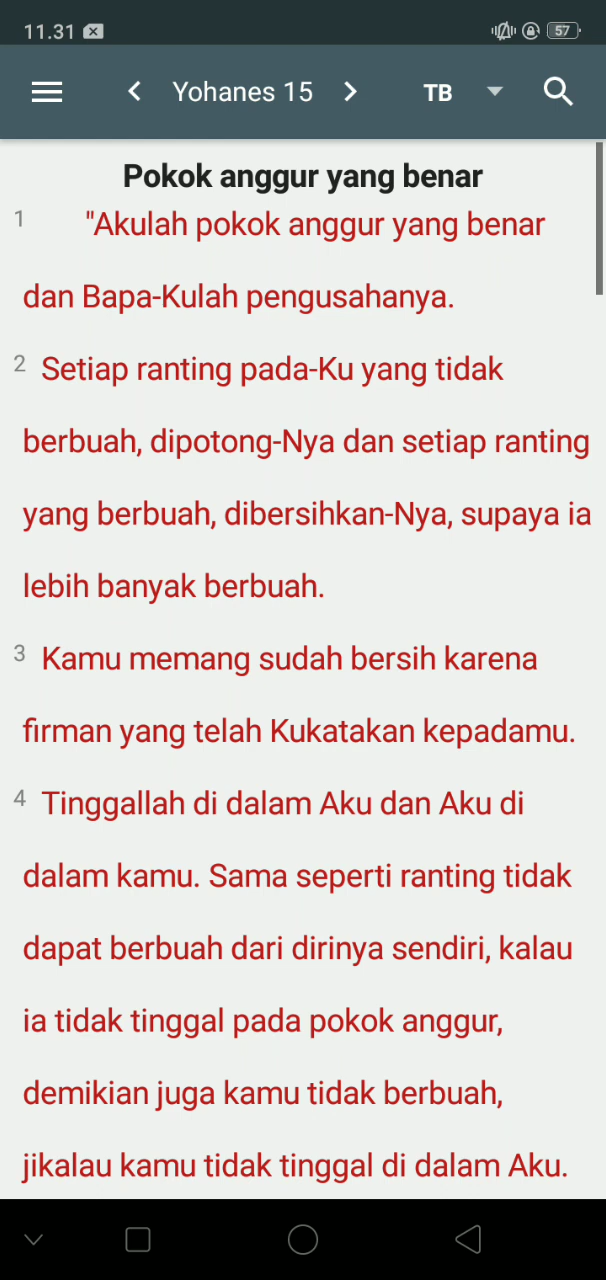 11.31
57
Yohanes 15
TB
Pokok anggur yang benar
1 "Akulah pokok anggur yang benar
dan Bapa-Kulah pengusahanya.
2 Setiap ranting pada-Ku yang tidak
berbuah, dipotong-Nya dan setiap ranting
yang berbuah, dibersihkan-Nya, supaya ia
lebih banyak berbuah.
3 Kamu memang sudah bersih karena
firman yang telah Kukatakan kepadamu.
4 Tinggallah di dalam Aku dan Aku di
dalam kamu. Sama seperti ranting tidak
dapat berbuah dari dirinya sendiri, kalau
ia tidak tinggal pada pokok anggur,
demikian juga kamu tidak berbuah,
jikalau kamu tidak tinggal di dalam Aku.